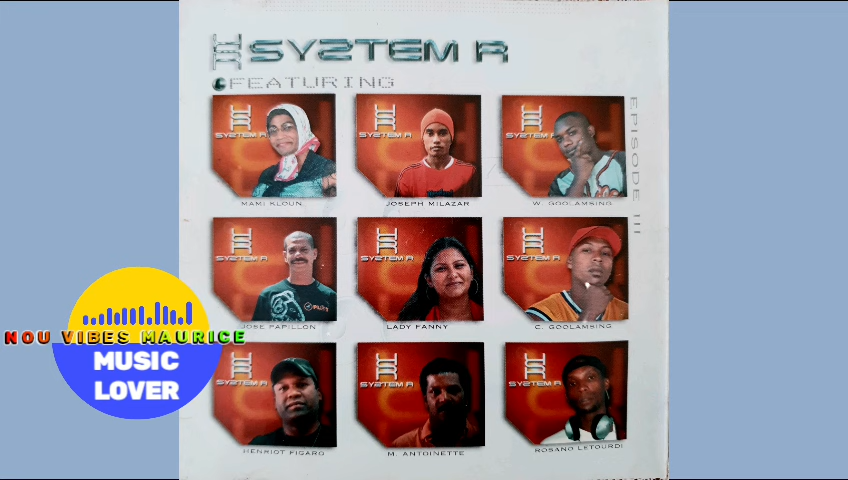 SYSTEM R
FEATURING
EPISODE IIII
SYSTEM R
SYSTEM R
SYSTEM R
MAMI KLOUN
JOSEPH MILAZAR
W. GOOLAMSING
SYSTEM R
SYSTEM R
SYSTEM R
JOSE PAPILLON
LADY FANNY
C. GOOLAMSING
SYSTEM R
SYSTEM R
SYSTEM R
HENRIOT FIGARO
M. ANTOINETTE
ROSANO LETOURDI
NOU VIBES MAURICE
MUSIC
LOVER